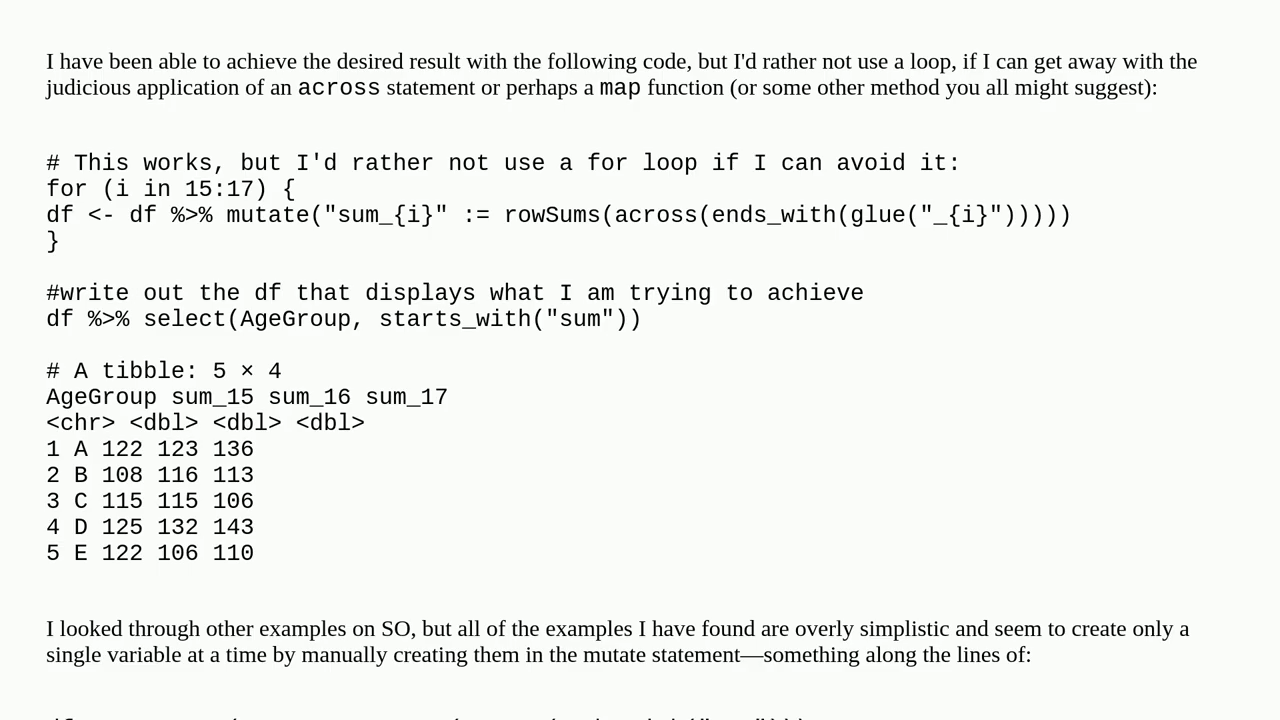 I have been able to achieve the desired result with the following code, but I'd rather not use a loop, if I can get away with the
judicious application of an across statement or perhaps a map function (or some other method you all might suggest):
# This works, but I'd rather not use a for loop if I can avoid it:
for (i in 15:17) {
df <- df %>% mutate("sum_{i}" := rowSums(across(ends_with(glue("_{i}")))))
}
#write out the df that displays what I am trying to achieve
df %>% select(AgeGroup, starts_with("sum"))
# A tibble: 5 × 4
AgeGroup sum_15 sum_16 sum_17
<chr> <dbl> <dbl> <dbl>
1 A 122 123 136
2 B 108 116 113
3 C 115 115 106
4 D 125 132 143
5 E 122 106 110
I looked through other examples on SO, but all of the examples I have found are overly simplistic and seem to create only a
single variable at a time by manually creating them in the mutate statement—something along the lines of: